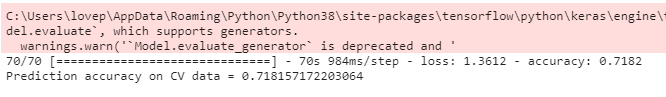 C:\Users\lovep\AppData\Roaming\Python\Python38\site-packages\tensorflow\python\keras\engine\
del.evaluate`, which supports generators.
warnings.warn('`Model.evaluate_generator` is deprecated and '
70/70 [==============================] - 70s 984ms/step - loss: 1.3612 - accuracy: 0.7182
Prediction accuracy on CV data = 0.718157172203064